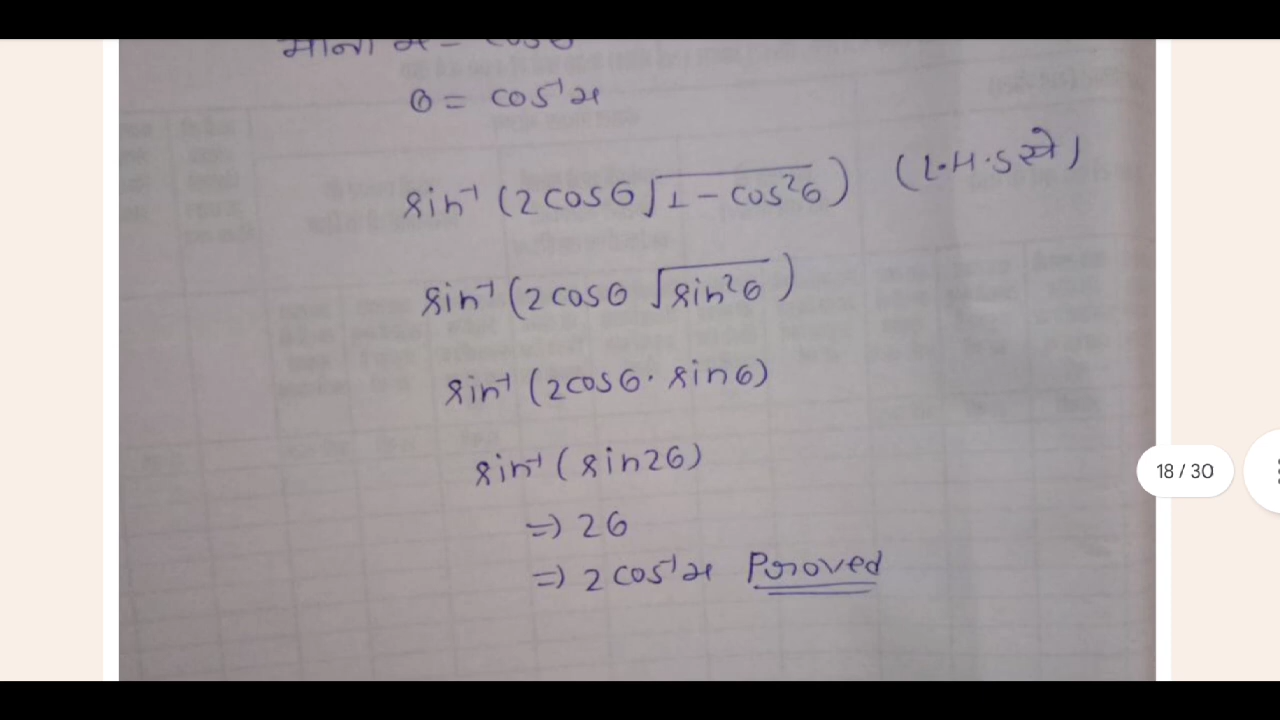 माना x = cosθ
θ = cos⁻¹x
sin⁻¹ (2cosθ√1 - cos²θ) (L.H.S से)
sin⁻¹ (2cosθ √sin²θ)
sin⁻¹ (2cosθ · sinθ)
sin⁻¹ (sin2θ)
=) 2θ
=) 2cos⁻¹x Proved
18 / 30